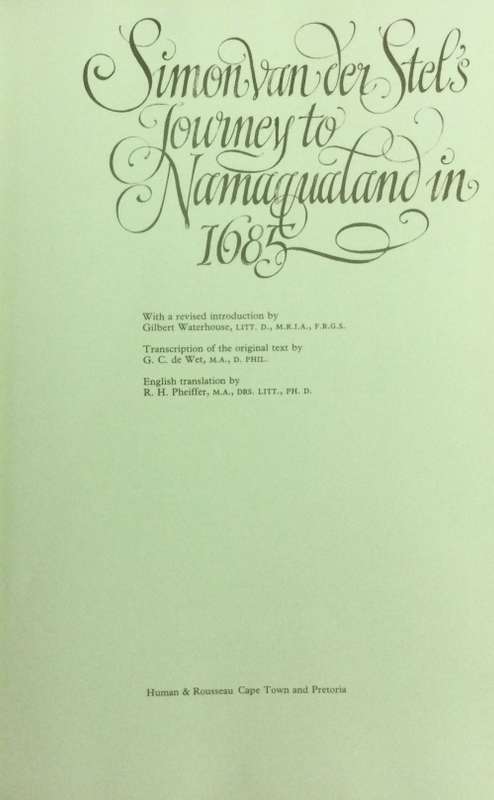 Simon van der Stel's
Journey to
Namaqualand in
1685
With a revised introduction by
Gilbert Waterhouse, LITT. D., M.R.I.A., F.R.G.S.
Transcription of the original text by
G. C. de Wet, M.A., D. PHIL.
English translation by
R. H. Pheiffer, M.A., DRS. LITT., PH. D.
Human & Rousseau Cape Town and Pretoria